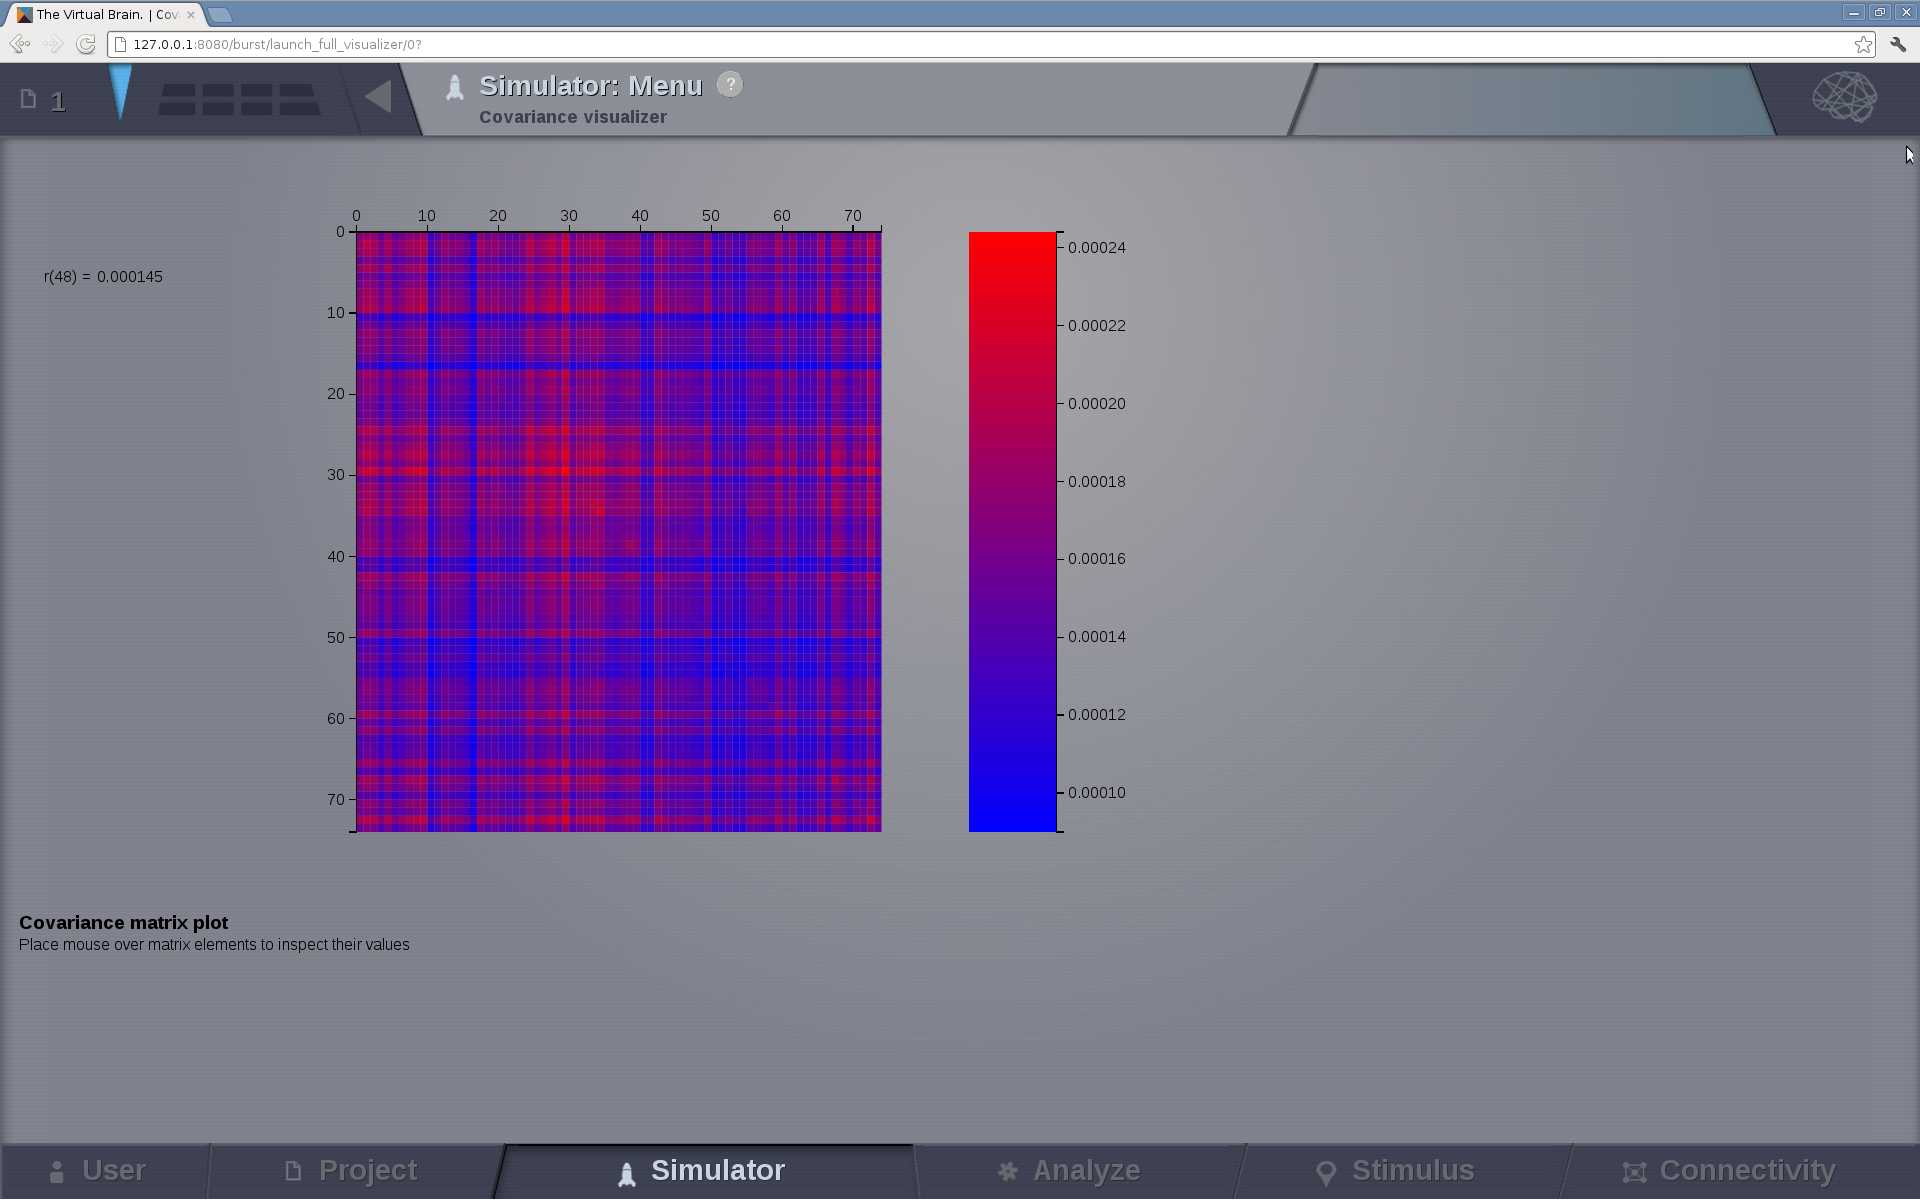 The Virtual Brain. | Cov
127.0.0.1:8080/burst/launch_full_visualizer/0?
1
Simulator: Menu ?
Covariance visualizer
0 10 20 30 40 50 60 70
r(48) = 0.000145
0
10
20
30
40
50
60
70
0.00024
0.00022
0.00020
0.00018
0.00016
0.00014
0.00012
0.00010
Covariance matrix plot
Place mouse over matrix elements to inspect their values
User Project Simulator Analyze Stimulus Connectivity